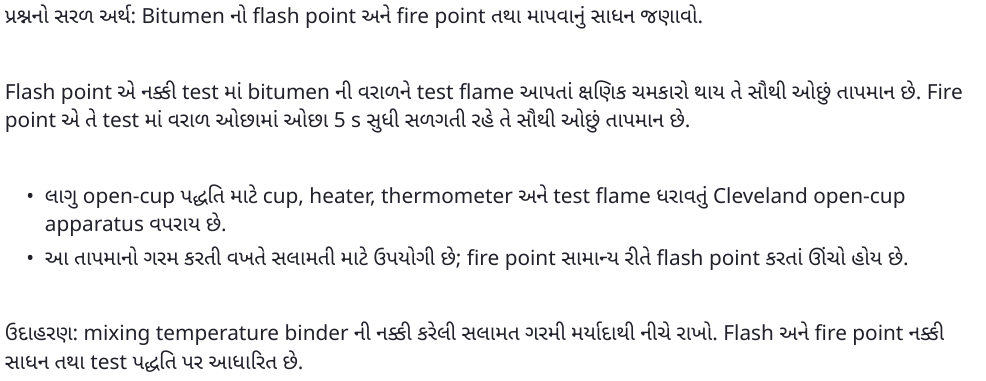 પ્રશ્નનો સરળ અર્થ: Bitumen નો flash point અને fire point તથા માપવાનું સાધન જણાવો.
Flash point એ નક્કી test માં bitumen ની વરાળને test flame આપતાં ક્ષણિક ચમકારો થાય તે સૌથી ઓછું તાપમાન છે. Fire
point એ તે test માં વરાળ ઓછામાં ઓછા 5 s સુધી સળગતી રહે તે સૌથી ઓછું તાપમાન છે.
• લાગુ open-cup પદ્ધતિ માટે cup, heater, thermometer અને test flame ધરાવતું Cleveland open-cup
apparatus વપરાય છે.
• આ તાપમાનો ગરમ કરતી વખતે સલામતી માટે ઉપયોગી છે; fire point સામાન્ય રીતે flash point કરતાં ઊંચો હોય છે.
ઉદાહરણ: mixing temperature binder ની નક્કી કરેલી સલામત ગરમી મર્યાદાથી નીચે રાખો. Flash અને fire point નક્કી
સાધન તથા test પદ્ધતિ પર આધારિત છે.